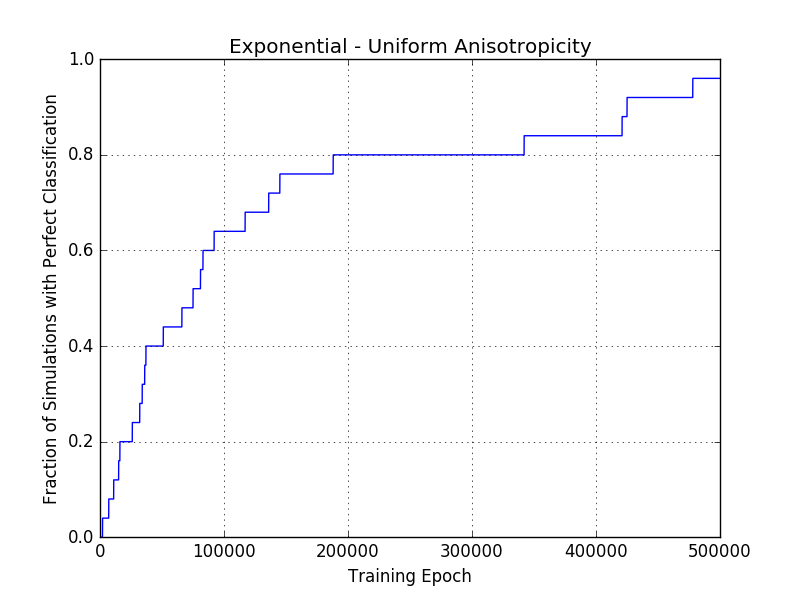 Exponential - Uniform Anisotropicity
Fraction of Simulations with Perfect Classification
1.0
0.8
0.6
0.4
0.2
0.0
0 100000 200000 300000 400000 500000
Training Epoch